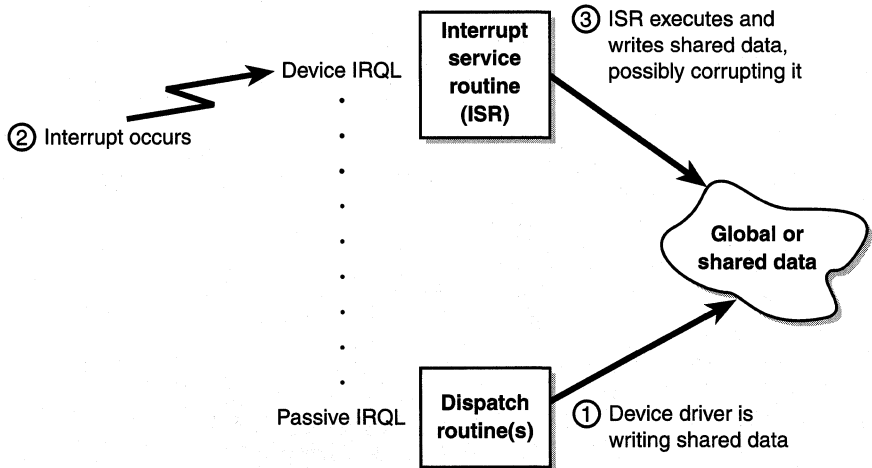 Interrupt
service
routine
(ISR)
③ ISR executes and
writes shared data,
possibly corrupting it
Device IRQL
② Interrupt occurs
Global or
shared data
Passive IRQL
Dispatch
routine(s)
① Device driver is
writing shared data